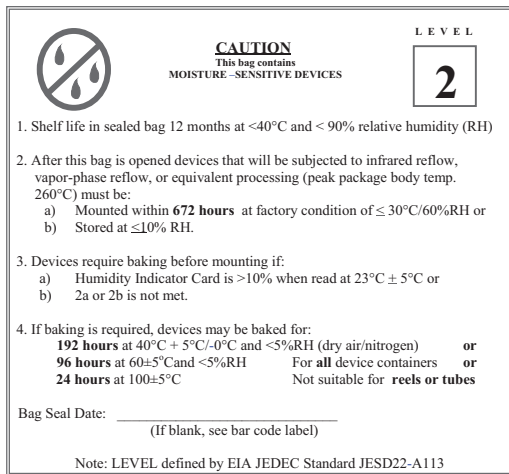 LEVEL
CAUTION
This bag contains
MOISTURE –SENSITIVE DEVICES
2
1. Shelf life in sealed bag 12 months at <40°C and < 90% relative humidity (RH)
2. After this bag is opened devices that will be subjected to infrared reflow,
vapor-phase reflow, or equivalent processing (peak package body temp.
260°C) must be:
a) Mounted within 672 hours at factory condition of ≤ 30°C/60%RH or
b) Stored at ≤10% RH.
3. Devices require baking before mounting if:
a) Humidity Indicator Card is >10% when read at 23°C ± 5°C or
b) 2a or 2b is not met.
4. If baking is required, devices may be baked for:
192 hours at 40°C + 5°C/-0°C and <5%RH (dry air/nitrogen) or
96 hours at 60±5°Cand <5%RH For all device containers or
24 hours at 100±5°C Not suitable for reels or tubes
Bag Seal Date: ______________________________
(If blank, see bar code label)
Note: LEVEL defined by EIA JEDEC Standard JESD22-A113